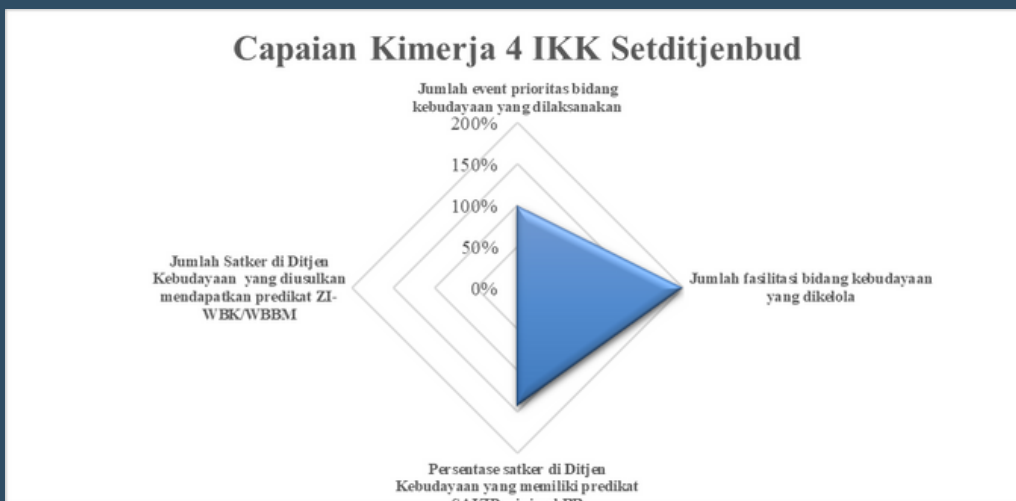 Capaian Kimerja 4 IKK Setditjenbud
Jumlah event prioritas bidang
kebudayaan yang dilaksanakan
200%
150%
100%
50%
0%
Jumlah Satker di Ditjen
Kebudayaan yang diusulkan
mendapatkan predikat ZI-
WBK/WBBM
Jumlah fasilitasi bidang kebudayaan
yang dikelola
Persentase satker di Ditjen
Kebudayaan yang memiliki predikat